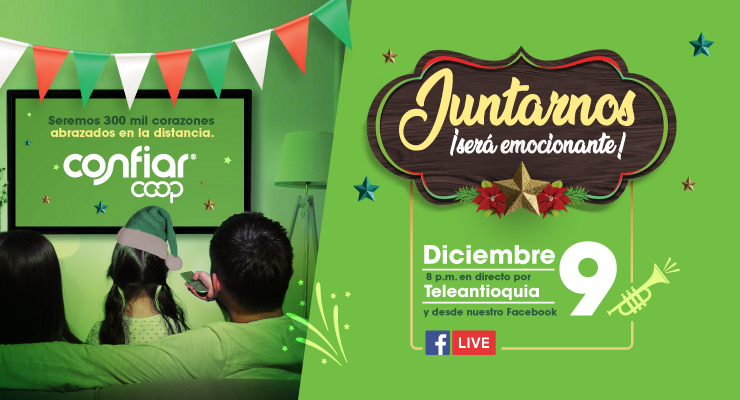 Seremos 300 mil corazones
abrazados en la distancia.
confiar®
coop
Juntarnos
¡será emocionante!
Diciembre
9
8 p.m. en directo por
Teleantioquia
y desde nuestro Facebook
f LIVE